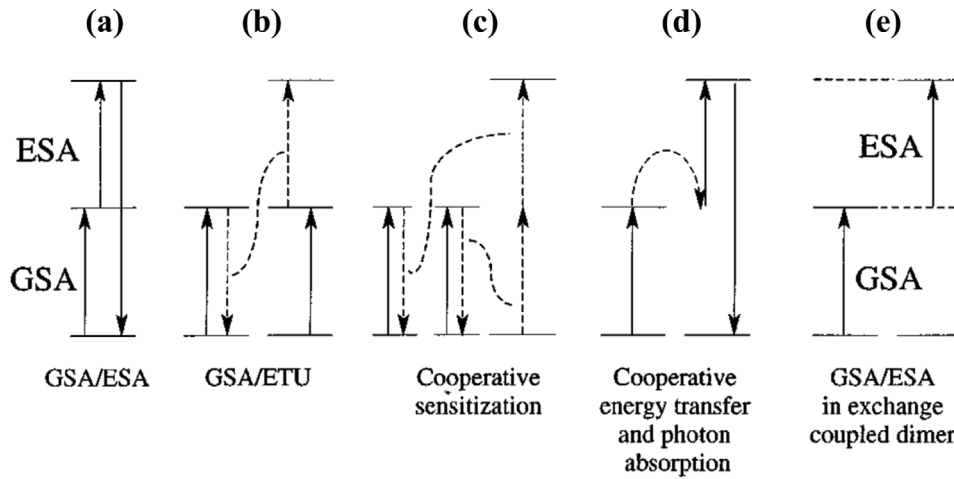 (a) (b) (c) (d) (e)
ESA
GSA
ESA
GSA
GSA/ESA
GSA/ETU
Cooperative
sensitization
Cooperative
energy transfer
and photon
absorption
GSA/ESA
in exchange
coupled dimer